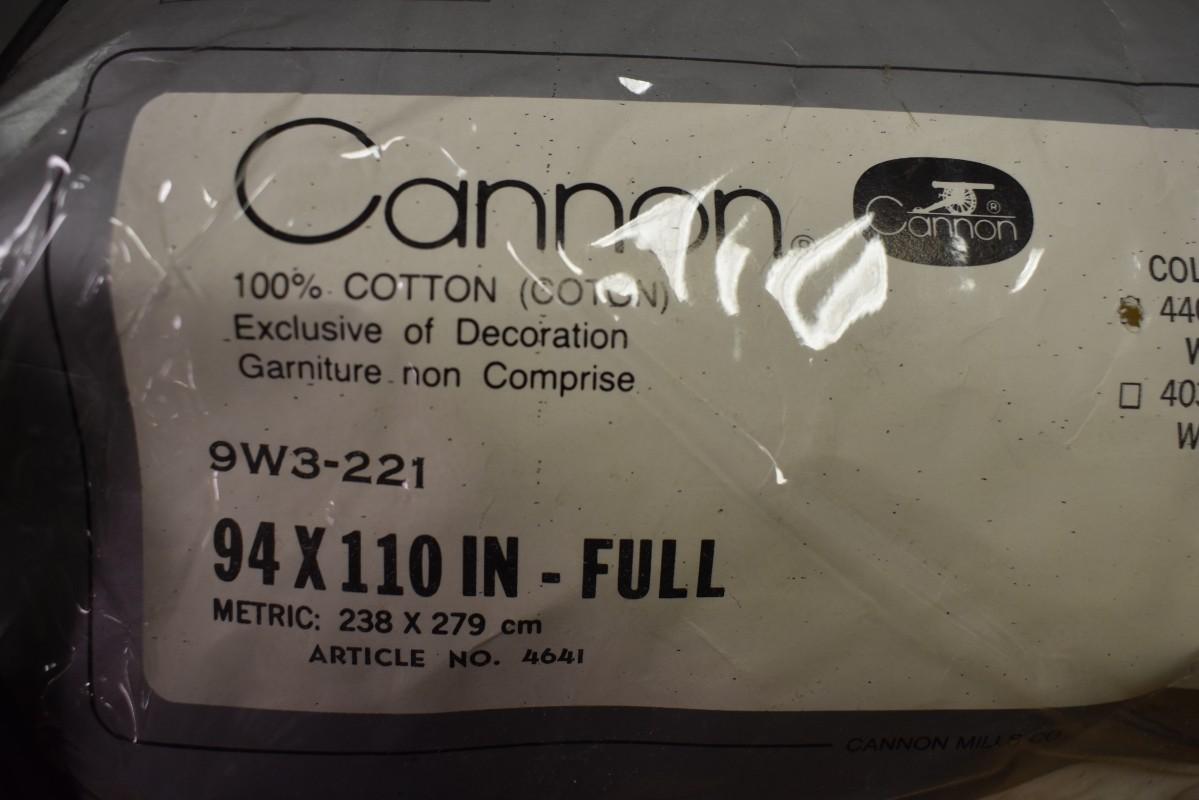 Cannon®
Cannon®
100% COTTON (COTON)
Exclusive of Decoration
Garniture non Comprise
9W3-221
94 X 110 IN - FULL
METRIC: 238 X 279 cm
ARTICLE NO. 4641
CANNON MILLS CO.